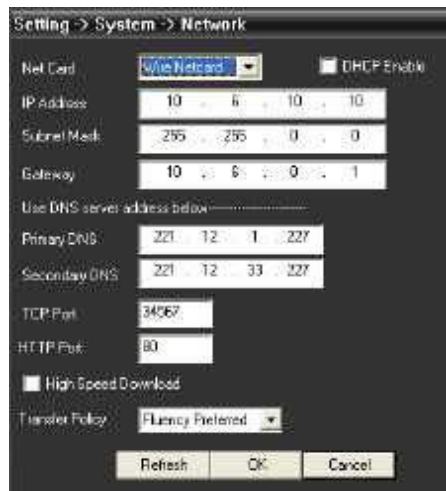 Setting -> System -> Network
Net Card Wire Netcard DHCP Enable
IP Address 10 . 6 . 10 . 10
Subnet Mask 255 . 255 . 0 . 0
Gateway 10 . 6 . 0 . 1
Use DNS server address below
Primary DNS 221 . 12 . 1 . 227
Secondary DNS 221 . 12 . 33 . 227
TCP Port 34567
HTTP Port 80
High Speed Download
Transfer Policy Fluency Preferred
Refresh OK Cancel